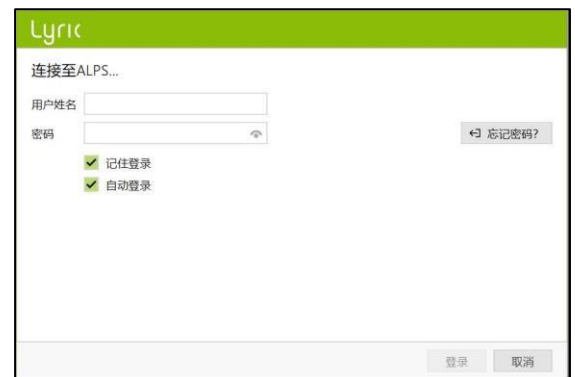 Lyric
连接至ALPS...
用户姓名
密码
忘记密码?
记住登录
自动登录
登录 取消